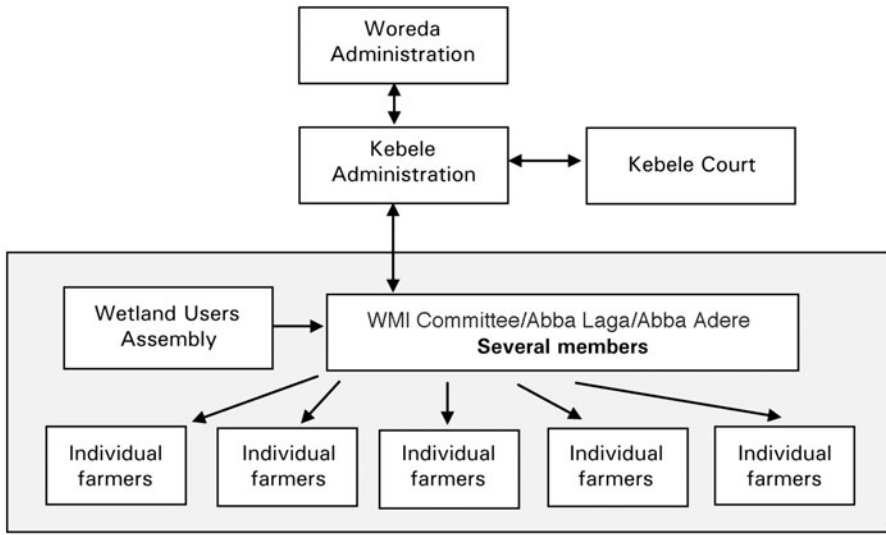 Woreda
Administration
Kebele
Administration
Kebele Court
Wetland Users
Assembly
WMI Committee/Abba Laga/Abba Adere
Several members
Individual
farmers
Individual
farmers
Individual
farmers
Individual
farmers
Individual
farmers